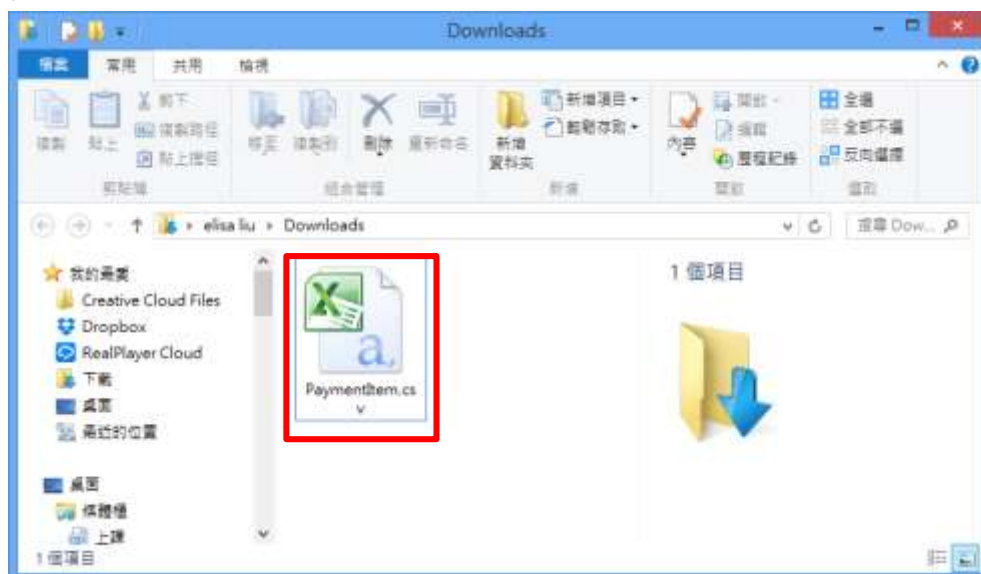 Downloads
檔案 常用 共用 檢視
剪下
複製路徑
貼上捷徑
複製 貼上 移至 複製到 刪除 重新命名
新增
資料夾
新增項目
輕鬆存取
內容
開啟
編輯
歷程記錄
全選
全部不選
反向選擇
剪貼簿 組合管理 新增 開啟 選取
elisa liu Downloads
搜尋 Dow...
我的最愛
Creative Cloud Files
Dropbox
RealPlayer Cloud
下載
桌面
最近的位置
桌面
媒體櫃
上課
PaymentItem.cs
v
1 個項目
1 個項目